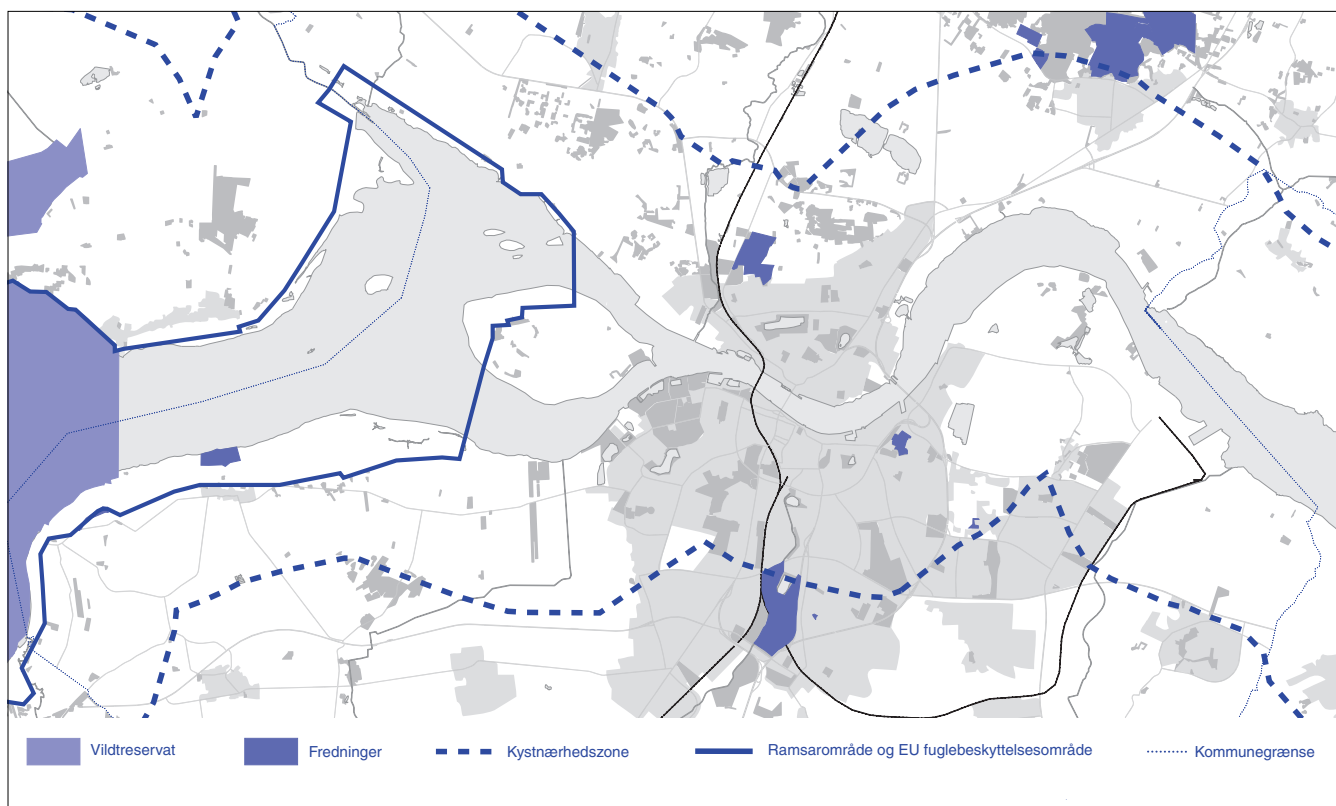 Vildtreservat
Fredninger
Kystnærhedszone
Ramsarområde og EU fuglebeskyttelsesområde
Kommunegrænse